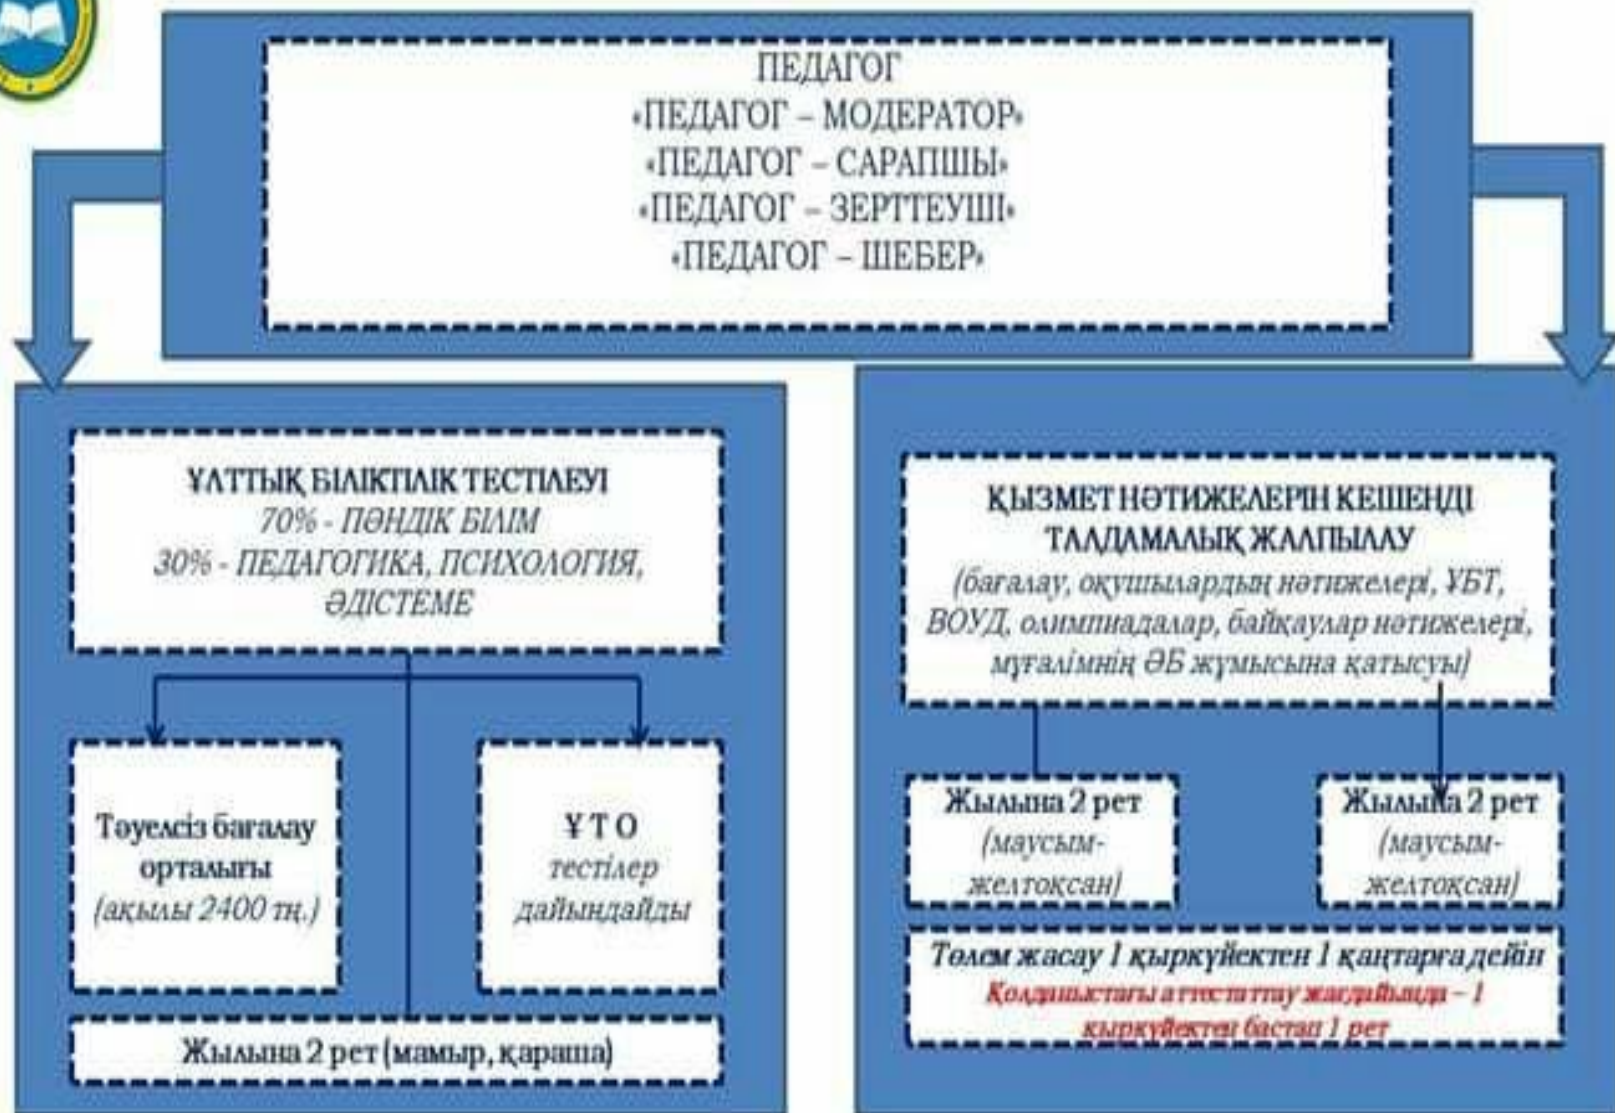 ПЕДАГОГ
«ПЕДАГОГ – МОДЕРАТОР»
«ПЕДАГОГ – САРАПШЫ»
«ПЕДАГОГ – ЗЕРТТЕУШІ»
«ПЕДАГОГ – ШЕБЕР»
ҰЛТТЫҚ БІЛІКТІЛІК ТЕСТІЛЕУІ
70% - ПӘНДІК БІЛІМ
30% - ПЕДАГОГИКА, ПСИХОЛОГИЯ,
ӘДІСТЕМЕ
Тәуелсіз бағалау
орталығы
(ақылы 2400 тң.)
Ұ Т О
тестілер
дайындайды
Жылына 2 рет (мамыр, қараша)
ҚЫЗМЕТ НӘТИЖЕЛЕРІН КЕШЕНДІ
ТАЛДАМАЛЫҚ ЖАЛПЫЛАУ
(бағалау, оқушылардың нәтижелері, ҰБТ,
ВОУД, олимпиадалар, байқаулар нәтижелері,
мұғалімнің ӘБ жұмысына қатысуы)
Жылына 2 рет
(маусым-
желтоқсан)
Жылына 2 рет
(маусым-
желтоқсан)
Төлем жасау 1 қыркүйектен 1 қаңтарға дейін
Қолданыстағы аттестаттау жағдайында – 1
қыркүйектен бастап 1 рет